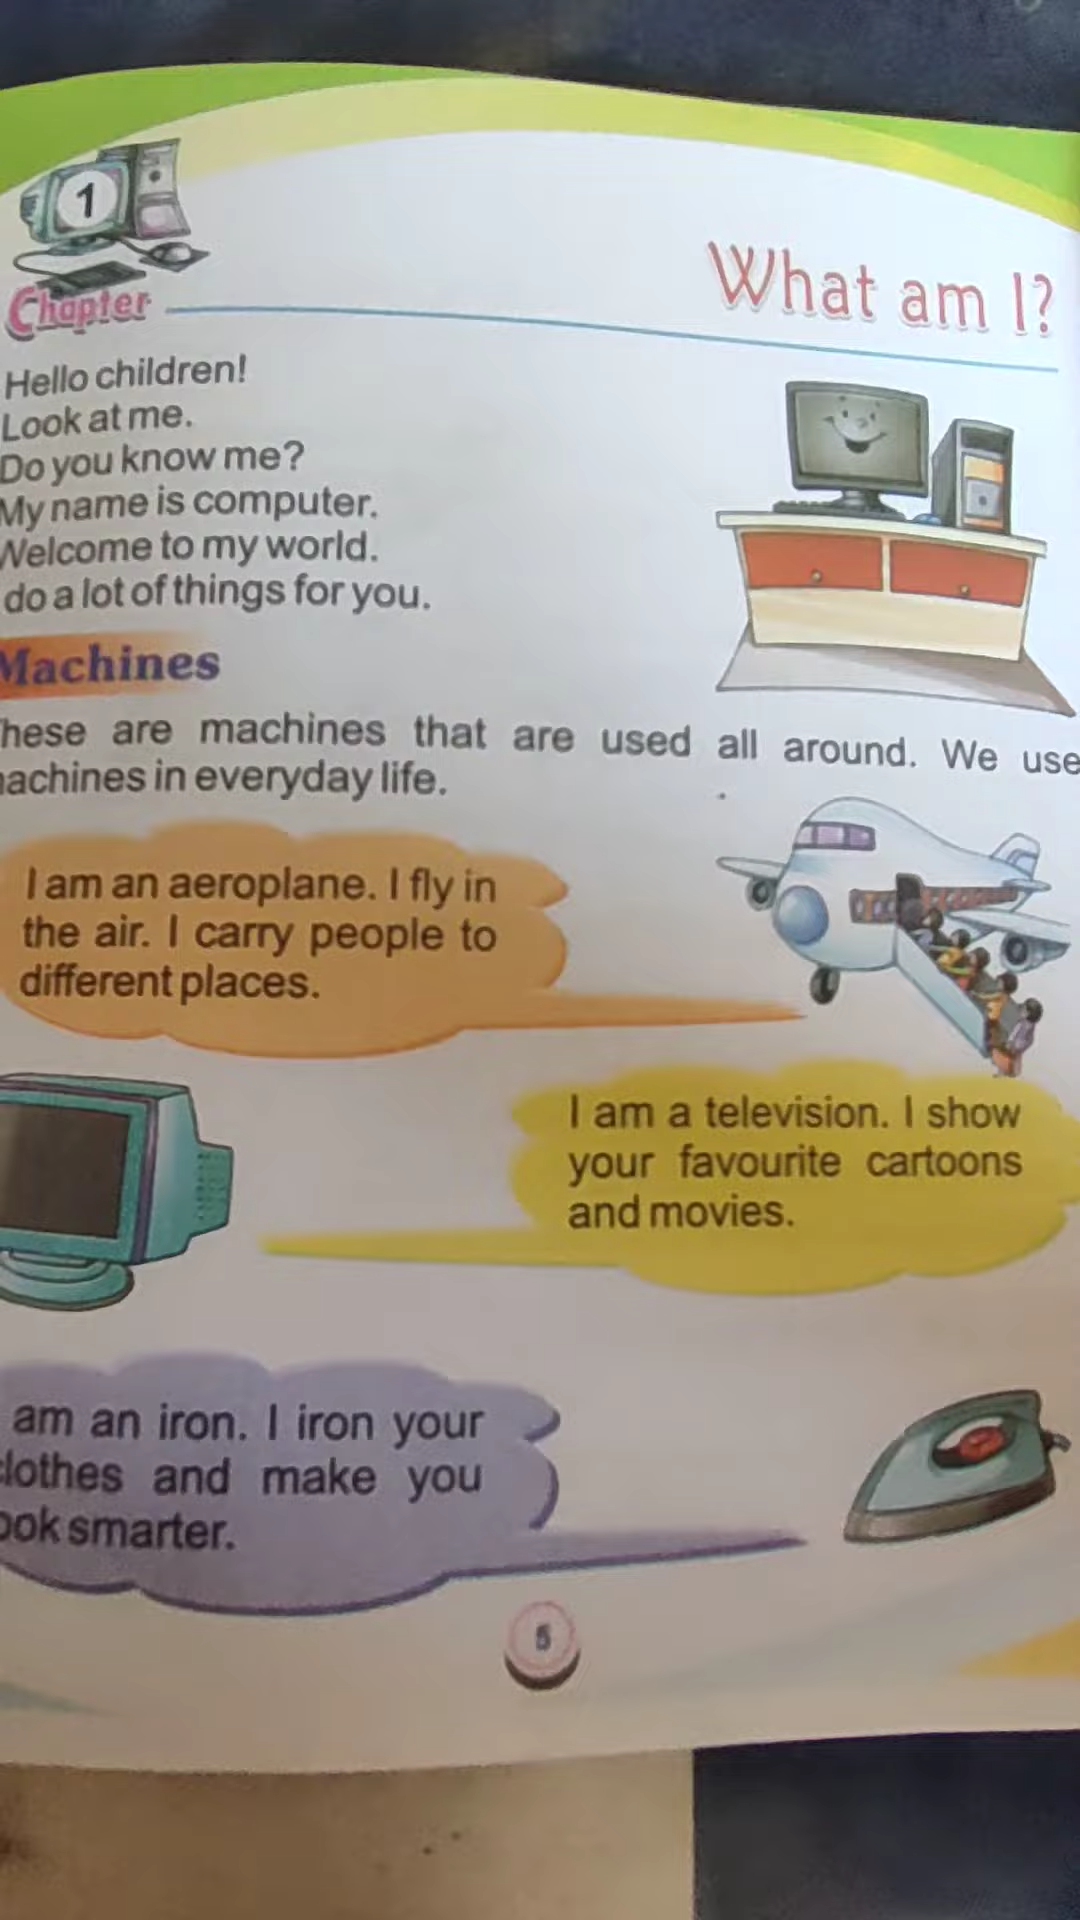 1
Chapter
What am I?
Hello children!
Look at me.
Do you know me?
My name is computer.
Welcome to my world.
do a lot of things for you.
Machines
hese are machines that are used all around. We use
achines in everyday life.
I am an aeroplane. I fly in
the air. I carry people to
different places.
I am a television. I show
your favourite cartoons
and movies.
am an iron. I iron your
clothes and make you
ook smarter.
5